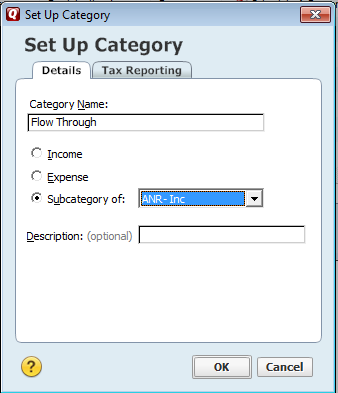 Set Up Category
Set Up Category
Details Tax Reporting
Category Name:
Flow Through
Income
Expense
Subcategory of: ANR- Inc
Description: (optional)
? OK Cancel